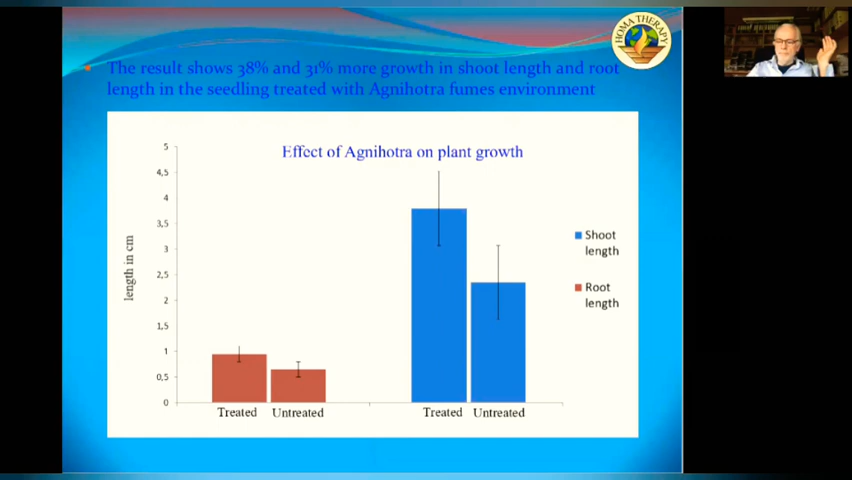 The result shows 38% and 31% more growth in shoot length and root
length in the seedling treated with Agnihotra fumes environment
HOMA THERAPY
Effect of Agnihotra on plant growth
length in cm
5
4,5
4
3,5
3
2,5
2
1,5
1
0,5
0
Treated
Untreated
Treated
Untreated
Shoot
length
Root
length